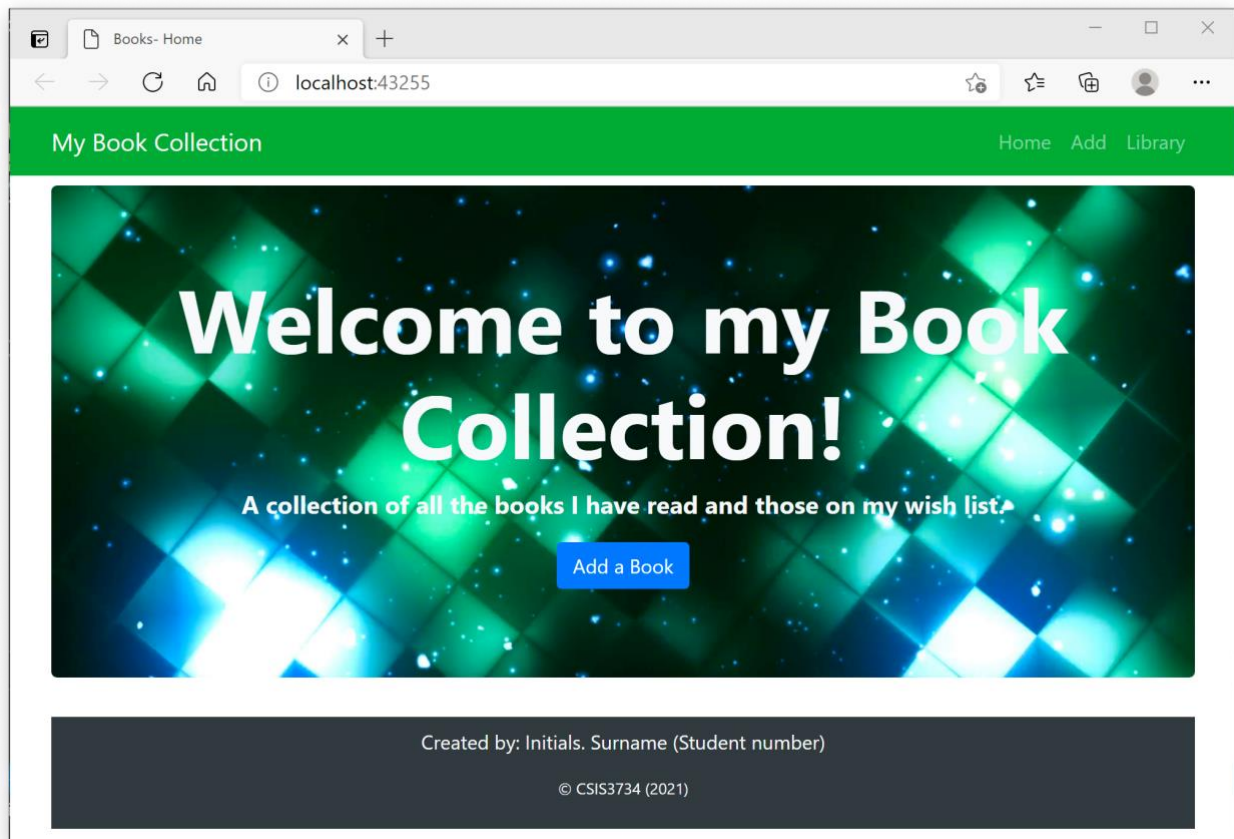 Books- Home
localhost:43255
My Book Collection
Home Add Library
Welcome to my Book
Collection!
A collection of all the books I have read and those on my wish list.
Add a Book
Created by: Initials. Surname (Student number)
© CSIS3734 (2021)